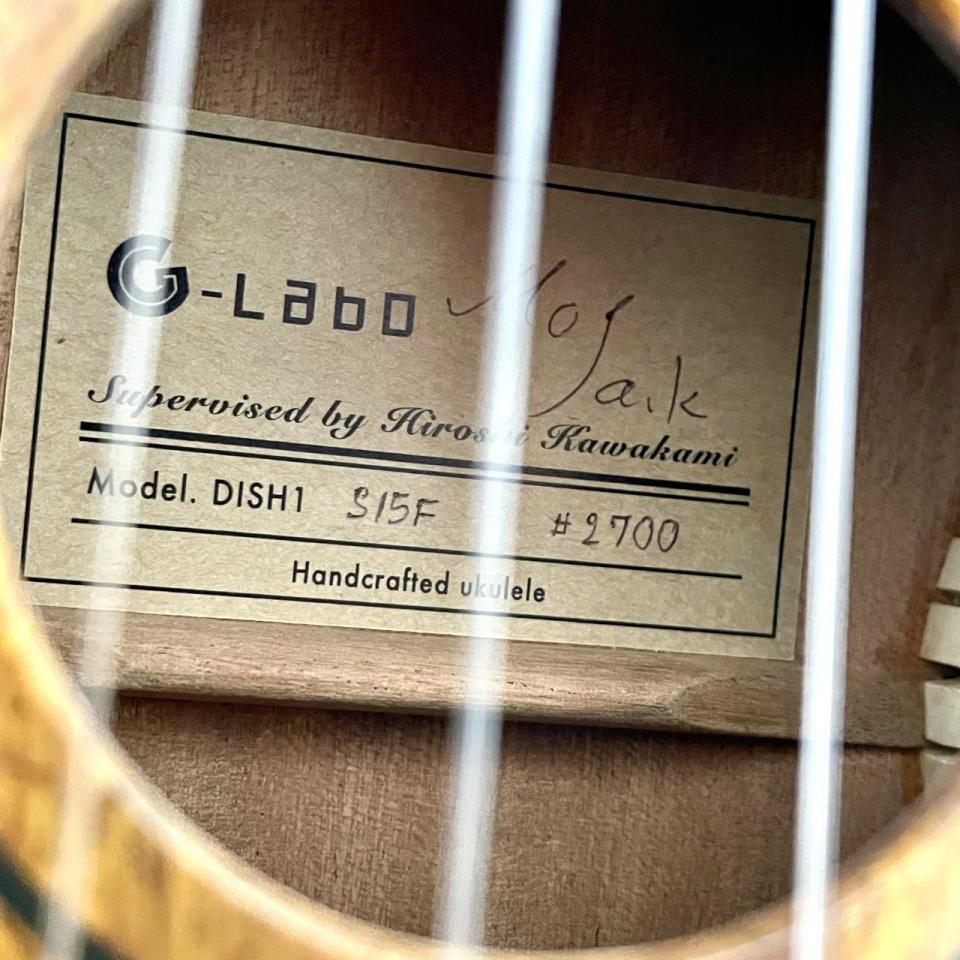 G-Labo
Supervised by Hiroshi Kawakami
Model. DISH1 S15F #2700
Handcrafted ukulele